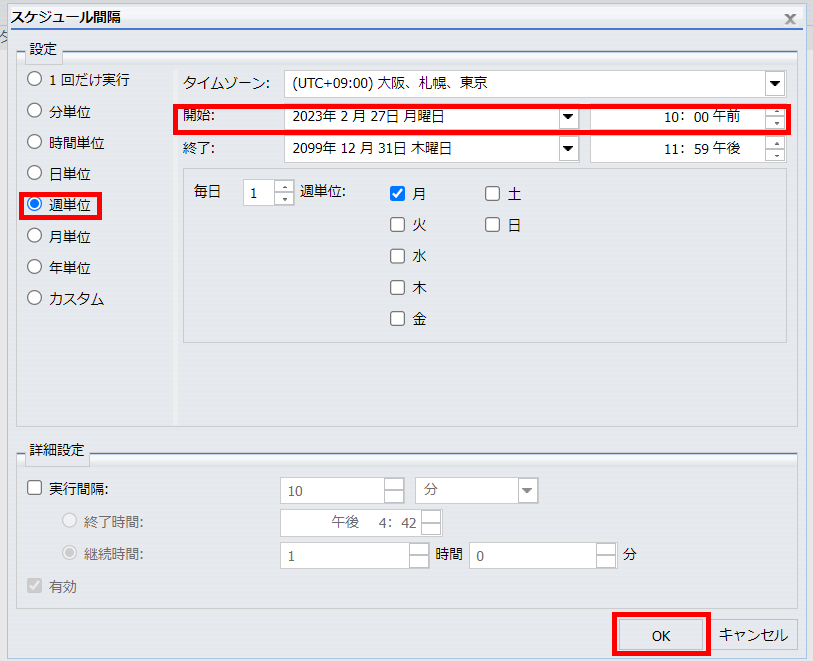 スケジュール間隔
設定
1 回だけ実行
分単位
時間単位
日単位
週単位
月単位
年単位
カスタム
タイムゾーン: (UTC+09:00) 大阪、札幌、東京
開始: 2023年 2 月 27日 月曜日 10: 00 午前
終了: 2099年 12 月 31日 木曜日 11: 59 午後
毎日 1 週単位:
月 土
火 日
水
木
金
詳細設定
実行間隔: 10 分
終了時間: 午後 4: 42
継続時間: 1 時間 0 分
有効
OK キャンセル